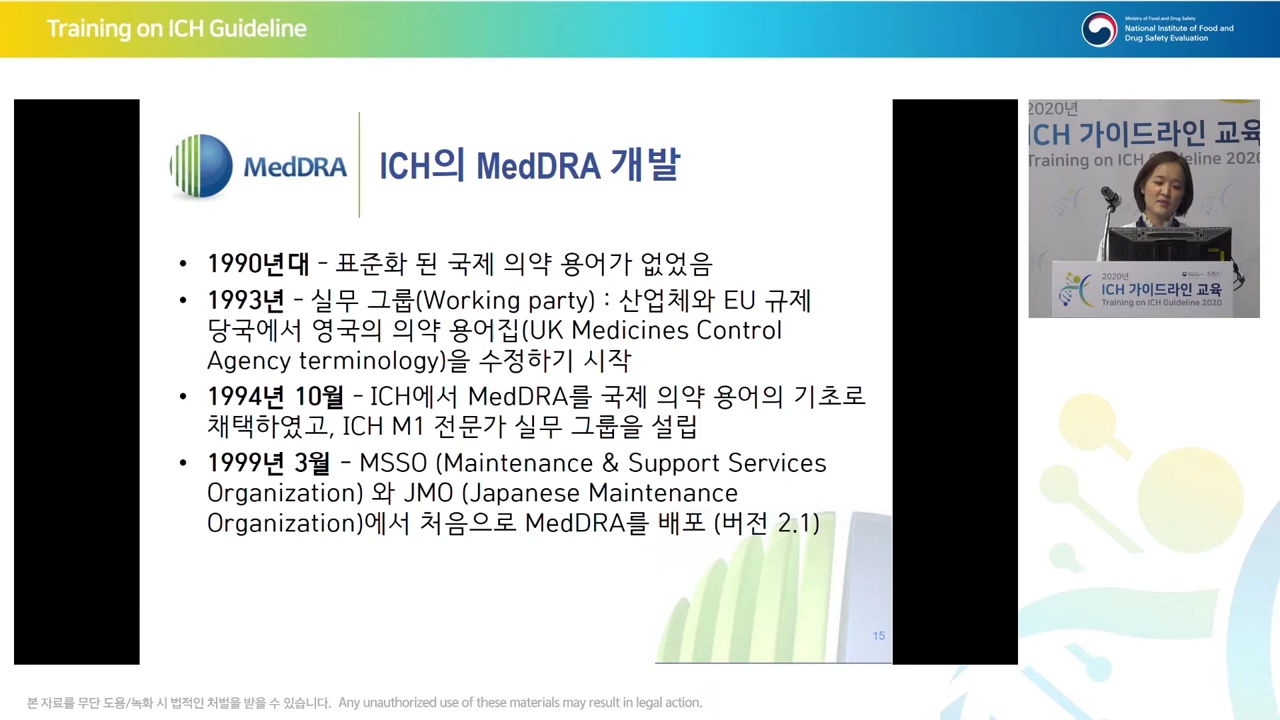 Training on ICH Guideline
Ministry of Food and Drug Safety
National Institute of Food and
Drug Safety Evaluation
MedDRA
ICH의 MedDRA 개발
• 1990년대 - 표준화 된 국제 의약 용어가 없었음
• 1993년 - 실무 그룹(Working party) : 산업체와 EU 규제
당국에서 영국의 의약 용어집(UK Medicines Control
Agency terminology)을 수정하기 시작
• 1994년 10월 - ICH에서 MedDRA를 국제 의약 용어의 기초로
채택하였고, ICH M1 전문가 실무 그룹을 설립
• 1999년 3월 - MSSO (Maintenance & Support Services
Organization) 와 JMO (Japanese Maintenance
Organization)에서 처음으로 MedDRA를 배포 (버전 2.1)
15
2020년
ICH 가이드라인 교육
Training on ICH Guideline 2020
2020년
ICH 가이드라인 교육
Training on ICH Guideline 2020
본 자료를 무단 도용/녹화 시 법적인 처벌을 받을 수 있습니다. Any unauthorized use of these materials may result in legal action.